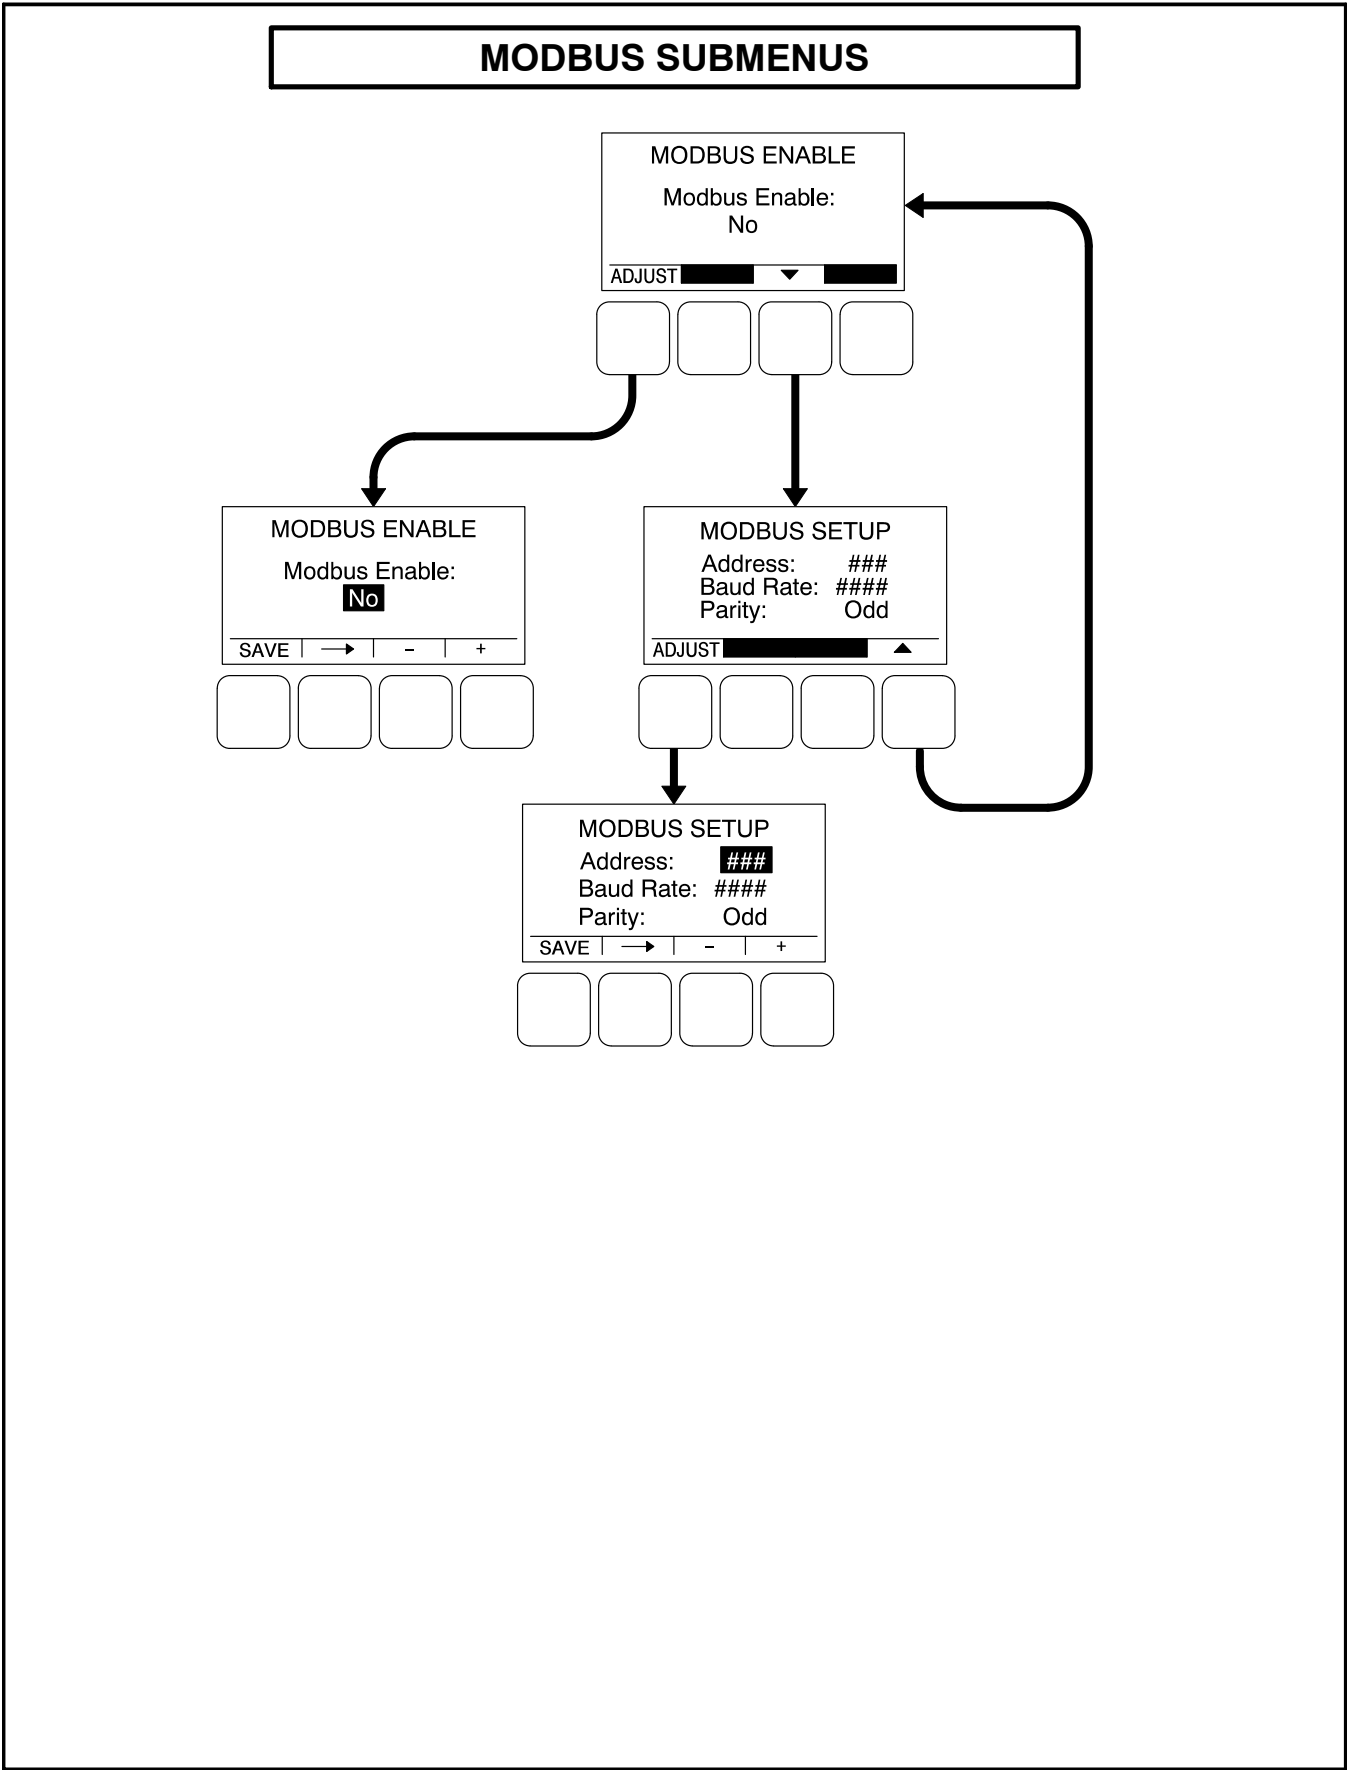 MODBUS SUBMENUS
MODBUS ENABLE
Modbus Enable:
No
ADJUST ▼
MODBUS ENABLE
Modbus Enable:
No
SAVE → - +
MODBUS SETUP
Address: ###
Baud Rate: ####
Parity: Odd
ADJUST ▲
MODBUS SETUP
Address: ###
Baud Rate: ####
Parity: Odd
SAVE → - +